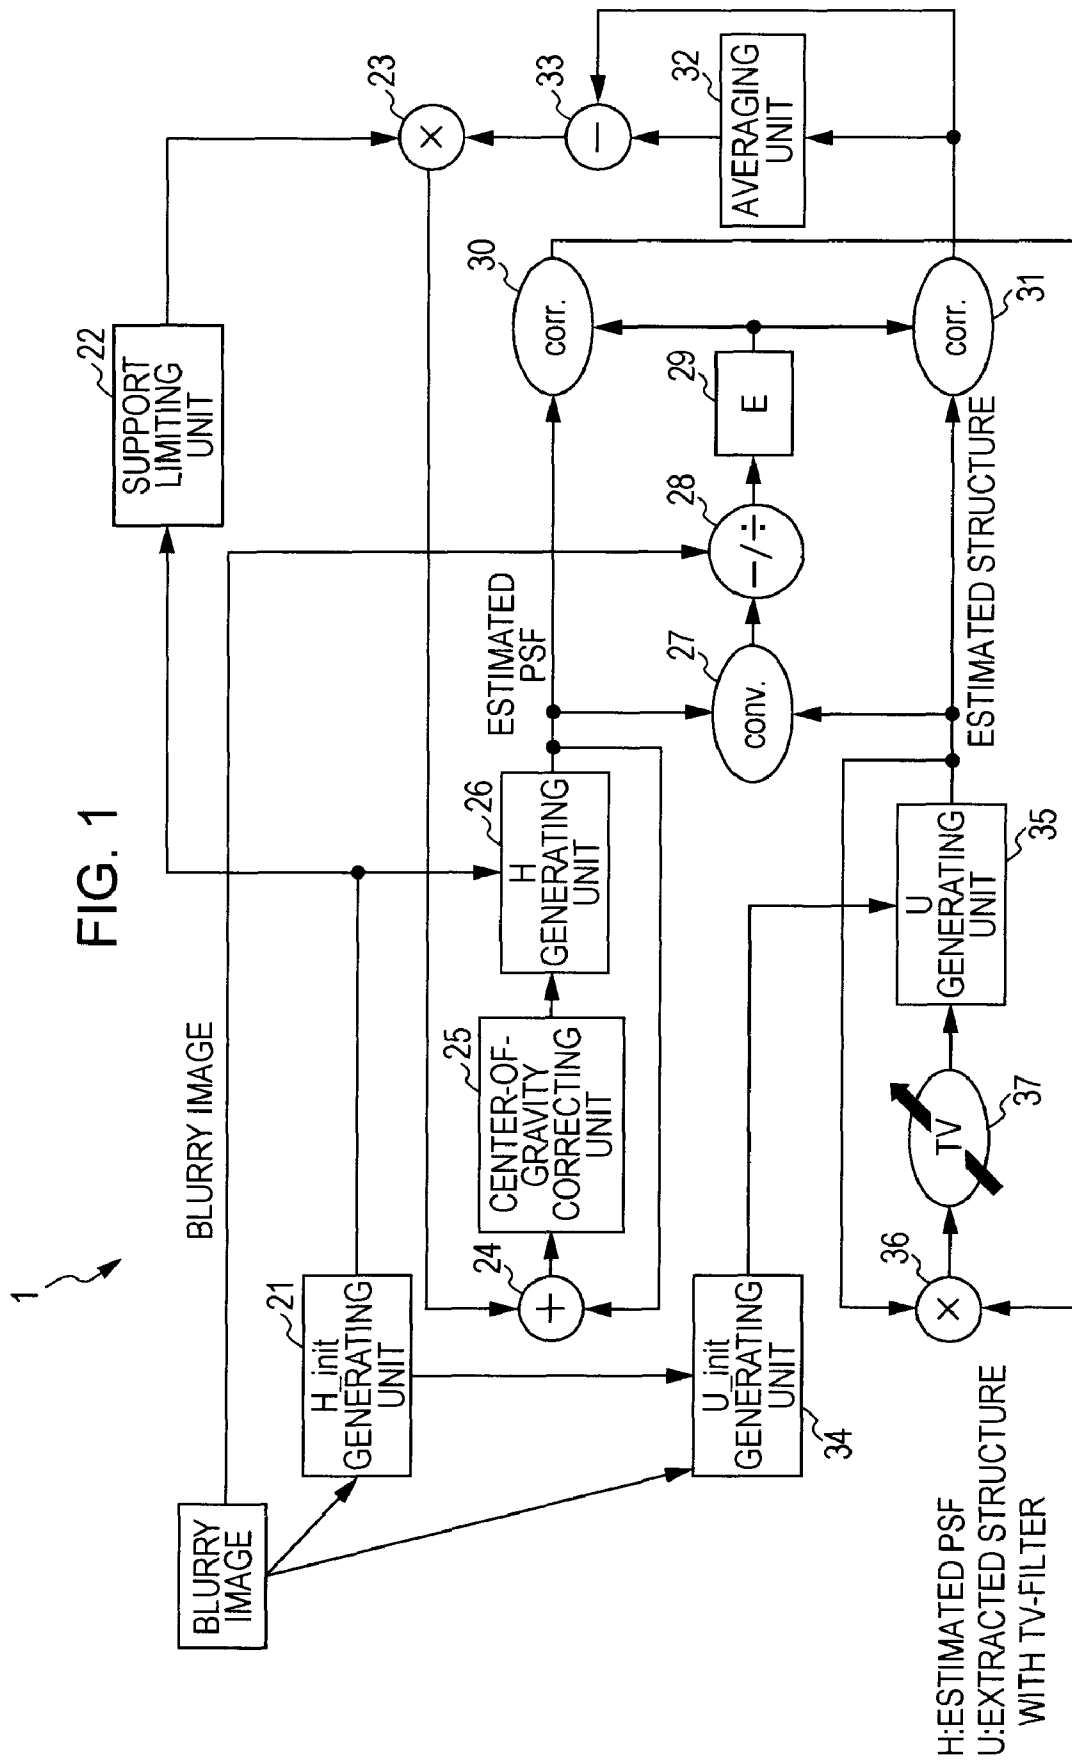 FIG. 1
1
BLURRY IMAGE
BLURRY
IMAGE
21
H_init
GENERATING
UNIT
22
SUPPORT
LIMITING
UNIT
23
×
24
+
25
CENTER-OF-
GRAVITY
CORRECTING
UNIT
26
H
GENERATING
UNIT
ESTIMATED
PSF
27
conv.
28
−/÷
29
E
30
corr.
31
corr.
32
AVERAGING
UNIT
33
−
34
U_init
GENERATING
UNIT
35
U
GENERATING
UNIT
ESTIMATED STRUCTURE
36
×
37
TV
H:ESTIMATED PSF
U:EXTRACTED STRUCTURE
WITH TV-FILTER